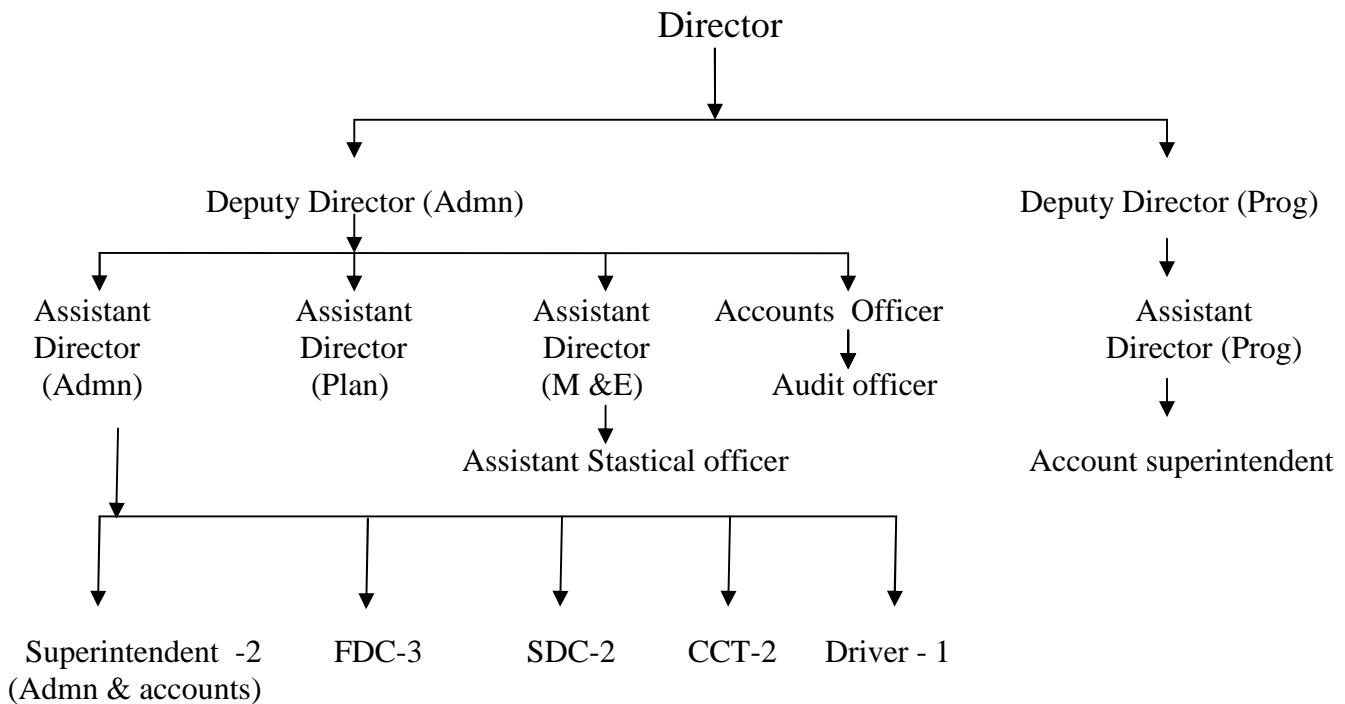 Director
Deputy Director (Admn)
Deputy Director (Prog)
Assistant
Director
(Admn)
Assistant
Director
(Plan)
Assistant
Director
(M &E)
Accounts Officer
Audit officer
Assistant
Director (Prog)
Assistant Stastical officer
Account superintendent
Superintendent -2
(Admn & accounts)
FDC-3
SDC-2
CCT-2
Driver - 1